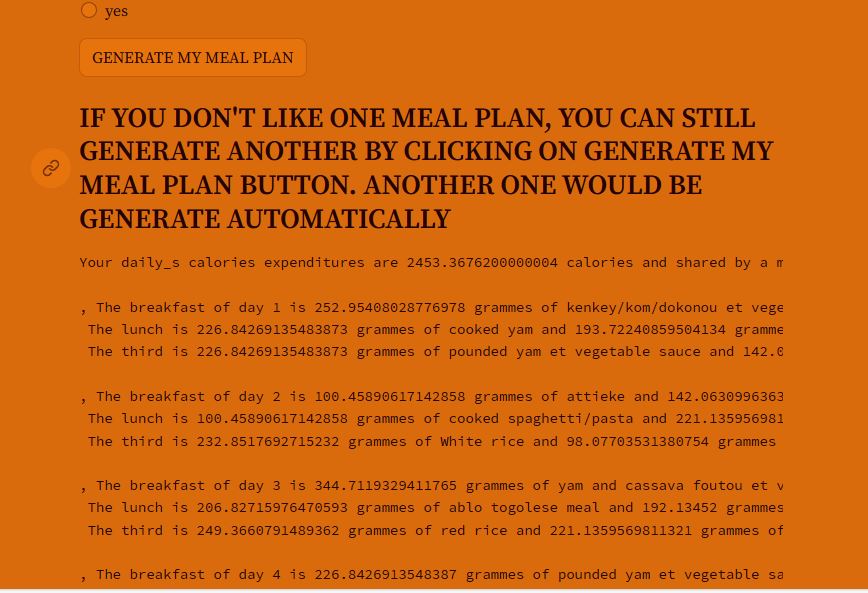 yes
GENERATE MY MEAL PLAN
IF YOU DON'T LIKE ONE MEAL PLAN, YOU CAN STILL
GENERATE ANOTHER BY CLICKING ON GENERATE MY
MEAL PLAN BUTTON. ANOTHER ONE WOULD BE
GENERATE AUTOMATICALLY
Your daily_s calories expenditures are 2453.3676200000004 calories and shared by a m
, The breakfast of day 1 is 252.95408028776978 grammes of kenkey/kom/dokonou et vege
The lunch is 226.84269135483873 grammes of cooked yam and 193.72240859504134 gramme
The third is 226.84269135483873 grammes of pounded yam et vegetable sauce and 142.0
, The breakfast of day 2 is 100.45890617142858 grammes of attieke and 142.0630996363
The lunch is 100.45890617142858 grammes of cooked spaghetti/pasta and 221.135956981
The third is 232.8517692715232 grammes of White rice and 98.07703531380754 grammes
, The breakfast of day 3 is 344.7119329411765 grammes of yam and cassava foutou et v
The lunch is 206.82715976470593 grammes of ablo togolese meal and 192.13452 grammes
The third is 249.3660791489362 grammes of red rice and 221.1359569811321 grammes of
, The breakfast of day 4 is 226.8426913548387 grammes of pounded yam et vegetable sa